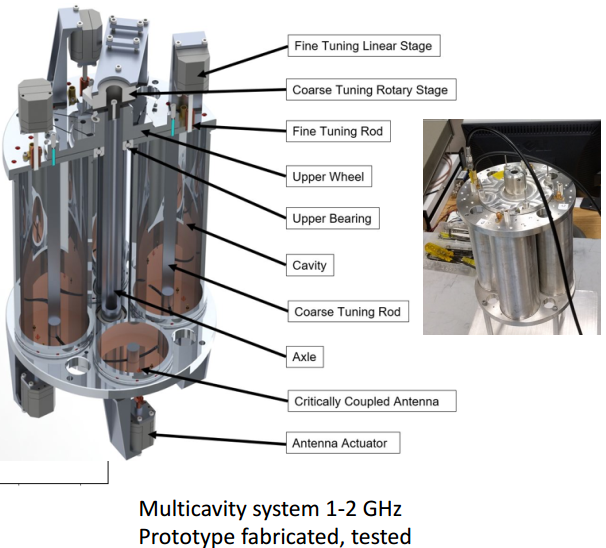 Fine Tuning Linear Stage
Coarse Tuning Rotary Stage
Fine Tuning Rod
Upper Wheel
Upper Bearing
Cavity
Coarse Tuning Rod
Axle
Critically Coupled Antenna
Antenna Actuator
Multicavity system 1-2 GHz
Prototype fabricated, tested